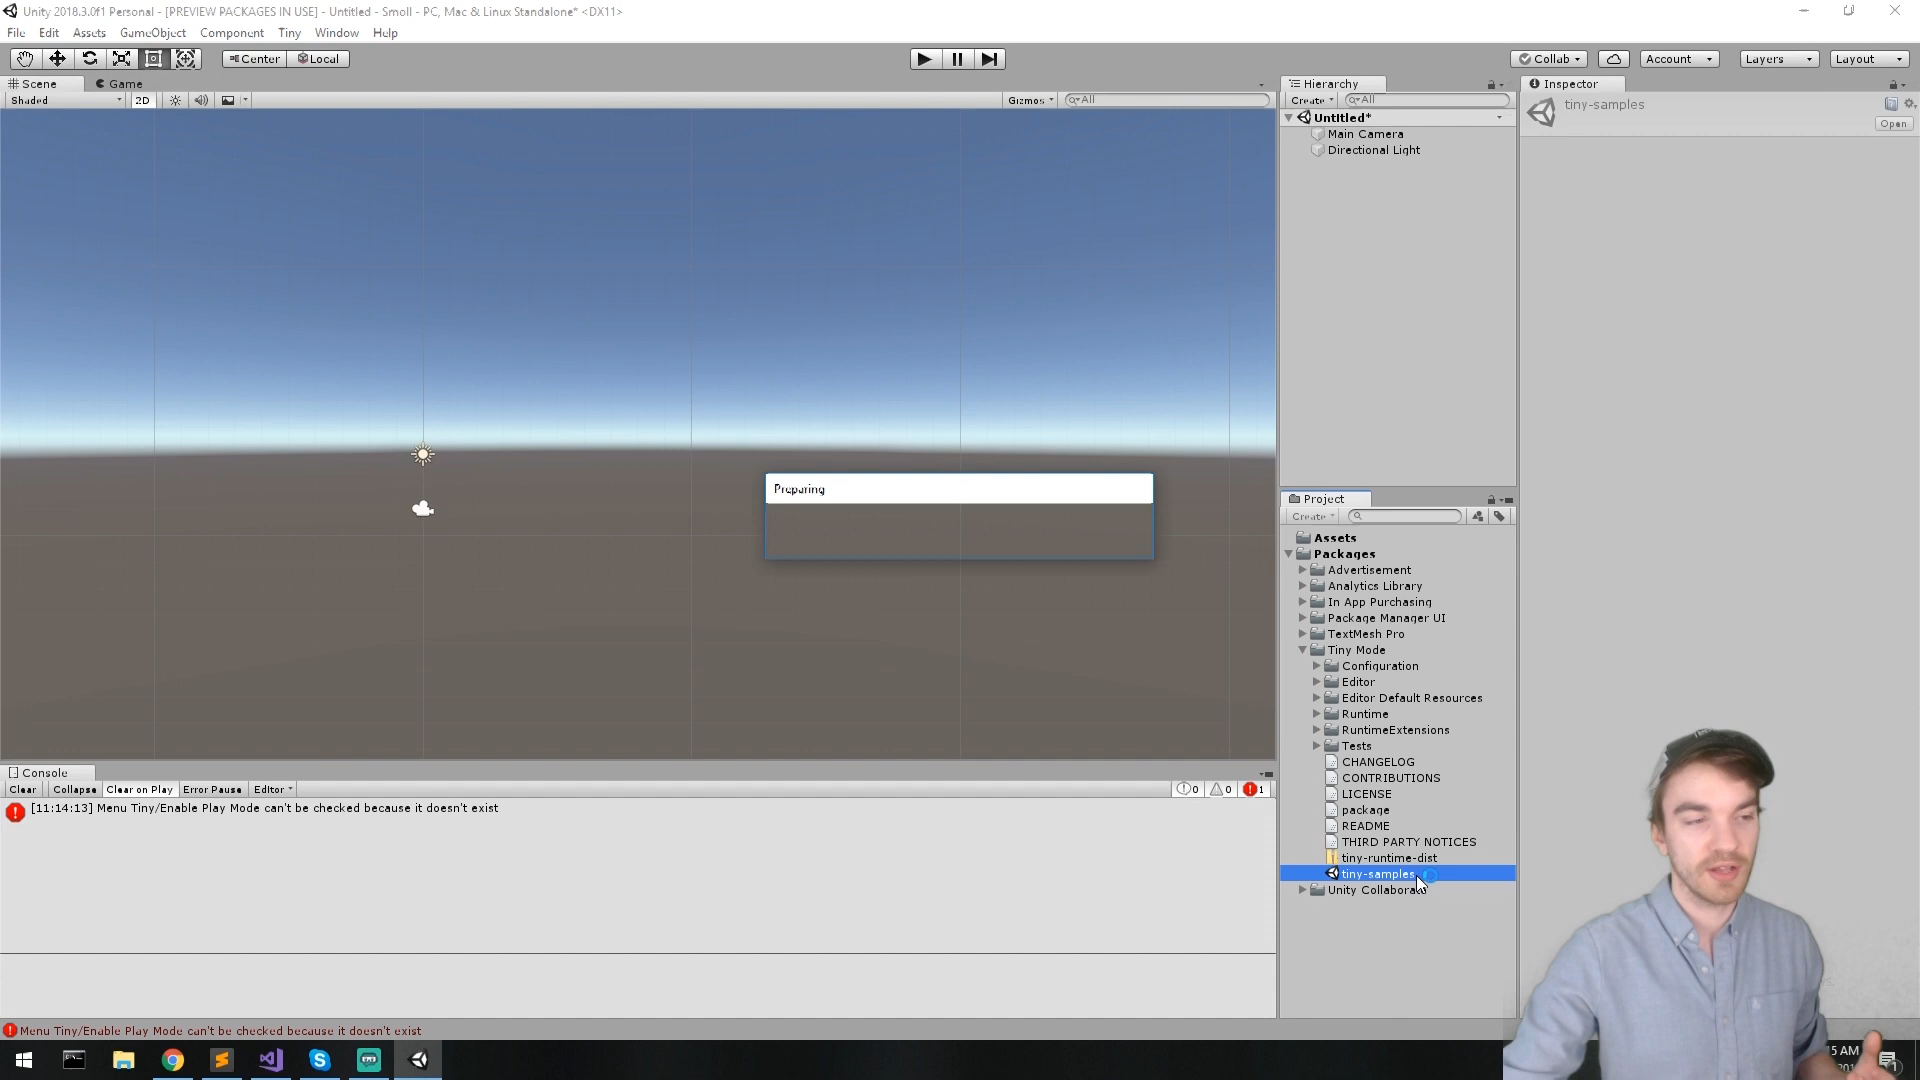 Unity 2018.3.0f1 Personal - [PREVIEW PACKAGES IN USE] - Untitled - Smoll - PC, Mac & Linux Standalone* <DX11>
File Edit Assets GameObject Component Tiny Window Help
Center Local Collab Account Layers Layout
Scene Game
Shaded 2D Gizmos All
Hierarchy
Create All
Untitled*
Main Camera
Directional Light
Inspector
tiny-samples
Open
Preparing
Project
Create
Assets
Packages
Advertisement
Analytics Library
In App Purchasing
Package Manager UI
TextMesh Pro
Tiny Mode
Configuration
Editor
Editor Default Resources
Runtime
RuntimeExtensions
Tests
CHANGELOG
CONTRIBUTIONS
LICENSE
package
README
THIRD PARTY NOTICES
tiny-runtime-dist
tiny-samples
Unity Collaborate
Console
Clear Collapse Clear on Play Error Pause Editor 0 0 1
[11:14:13] Menu Tiny/Enable Play Mode can't be checked because it doesn't exist
Menu Tiny/Enable Play Mode can't be checked because it doesn't exist
5 AM
1